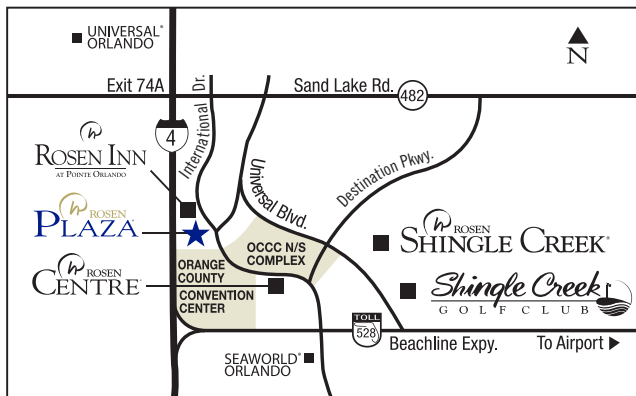 UNIVERSAL®
ORLANDO
N
Exit 74A
International Dr.
Sand Lake Rd.
482
4
ROSEN INN
AT POINTE ORLANDO
Universal Blvd.
Destination Pkwy.
ROSEN
PLAZA®
ROSEN
SHINGLE CREEK®
OCCC N/S
COMPLEX
ORANGE
COUNTY
CONVENTION
CENTER
ROSEN
CENTRE®
Shingle Creek
GOLF CLUB
TOLL
528
Beachline Expy.
To Airport
SEAWORLD®
ORLANDO